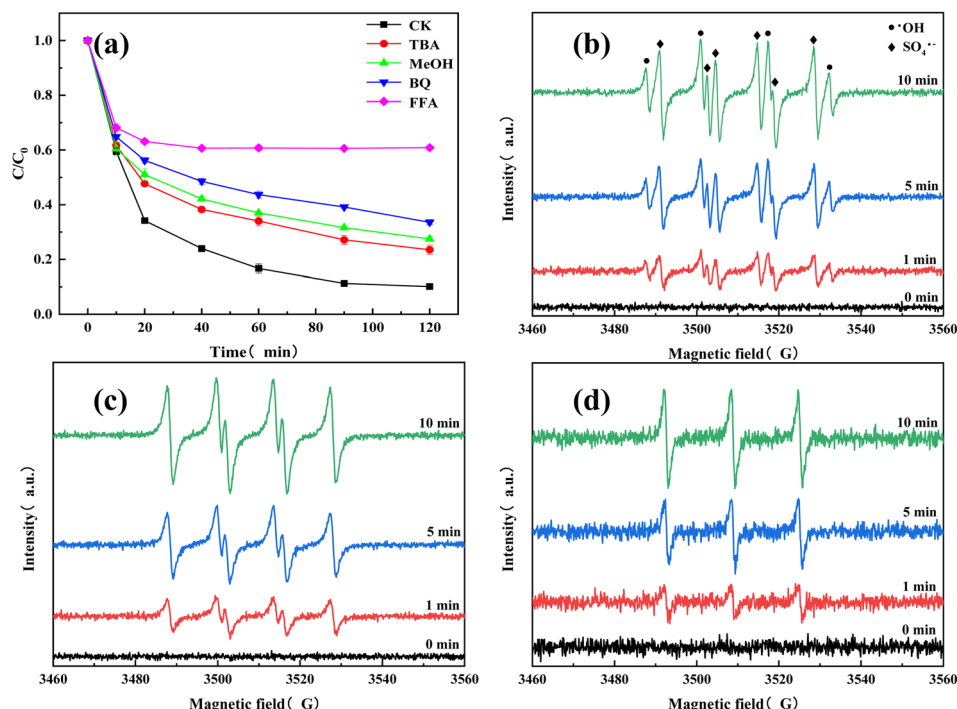 (a)
CK
TBA
MeOH
BQ
FFA
C/C0
1.0
0.8
0.6
0.4
0.2
0.0
0 20 40 60 80 100 120
Time( min)
(b)
•OH
SO4•-
10 min
5 min
1 min
0 min
Intensity( a.u.)
3460 3480 3500 3520 3540 3560
Magnetic field( G)
(c)
10 min
5 min
1 min
0 min
Intensity( a.u.)
3460 3480 3500 3520 3540 3560
Magnetic field( G)
(d)
10 min
5 min
1 min
0 min
Intensity( a.u.)
3460 3480 3500 3520 3540 3560
Magnetic field( G)